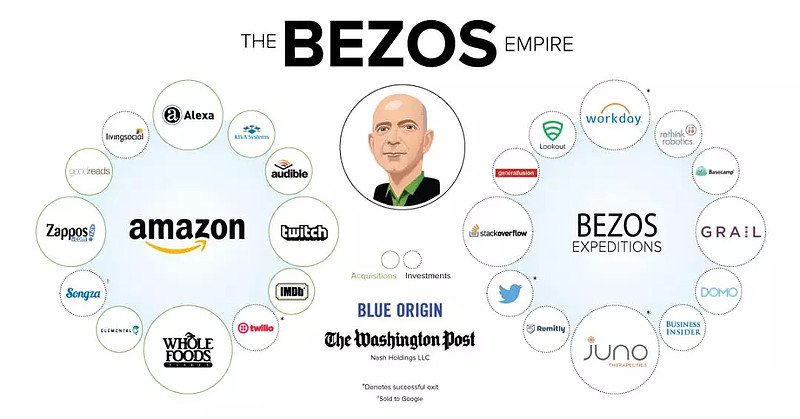 THE BEZOS EMPIRE
Alexa
livingsocial
KIVA Systems
goodreads
audible
Zappos
.com
amazon
twitch
Songza
†
IMDb
ELEMENTAL
twilio
*
WHOLE
FOODS
MARKET
Acquisitions
Investments
BLUE ORIGIN
The Washington Post
Nash Holdings LLC
*Denotes successful exit
†Sold to Google
workday.
*
Lookout
rethink
robotics.
generalfusion
Basecamp
stackoverflow
BEZOS
EXPEDITIONS
GRAIL
*
DOMO
Remitly
BUSINESS
INSIDER
*
juno
THERAPEUTICS